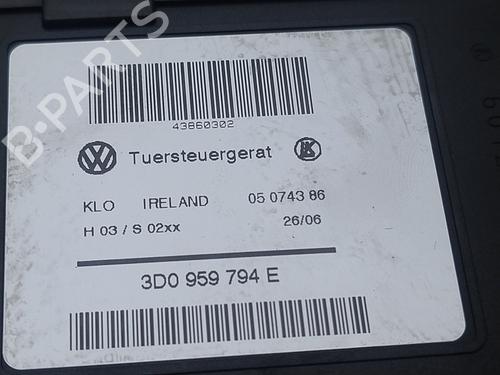 43860302
Tuersteuergerat
KLO IRELAND 05 0743 86
H 03 / S 02xx 26/06
3D0 959 794 E
B-PARTS